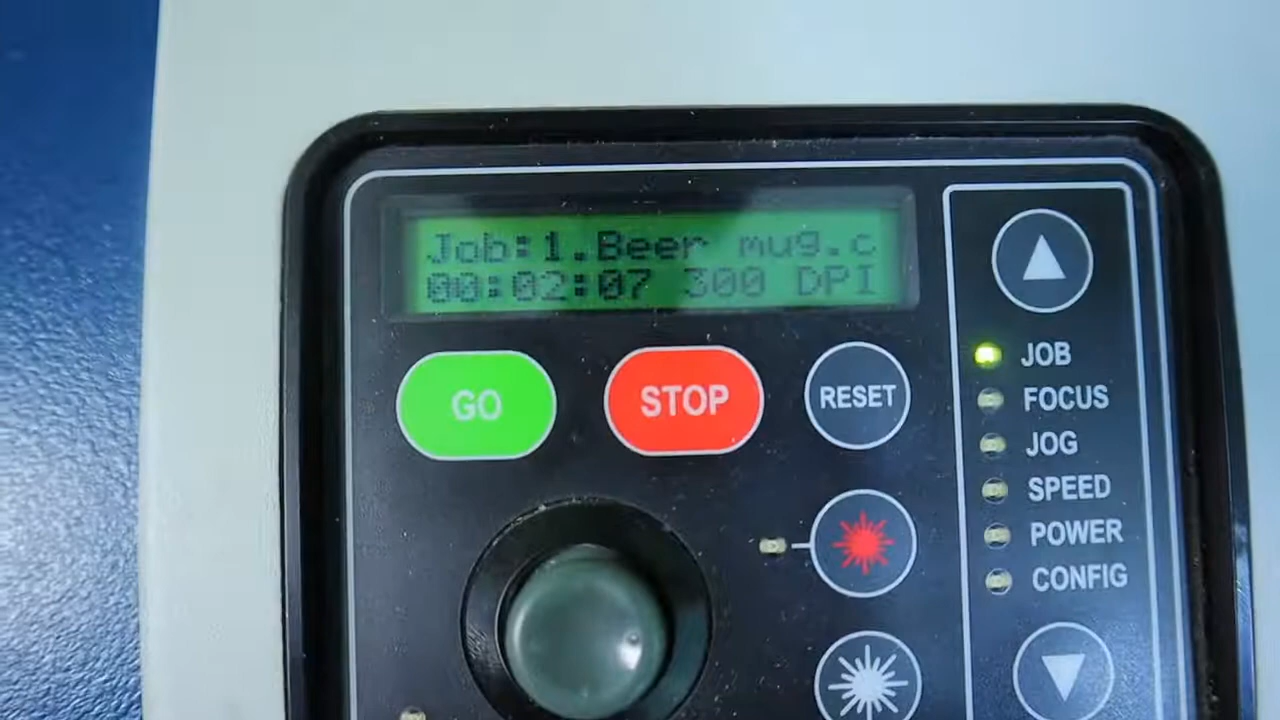 Job:1.Beer mug.c
00:02:07 300 DPI
GO
STOP
RESET
JOB
FOCUS
JOG
SPEED
POWER
CONFIG